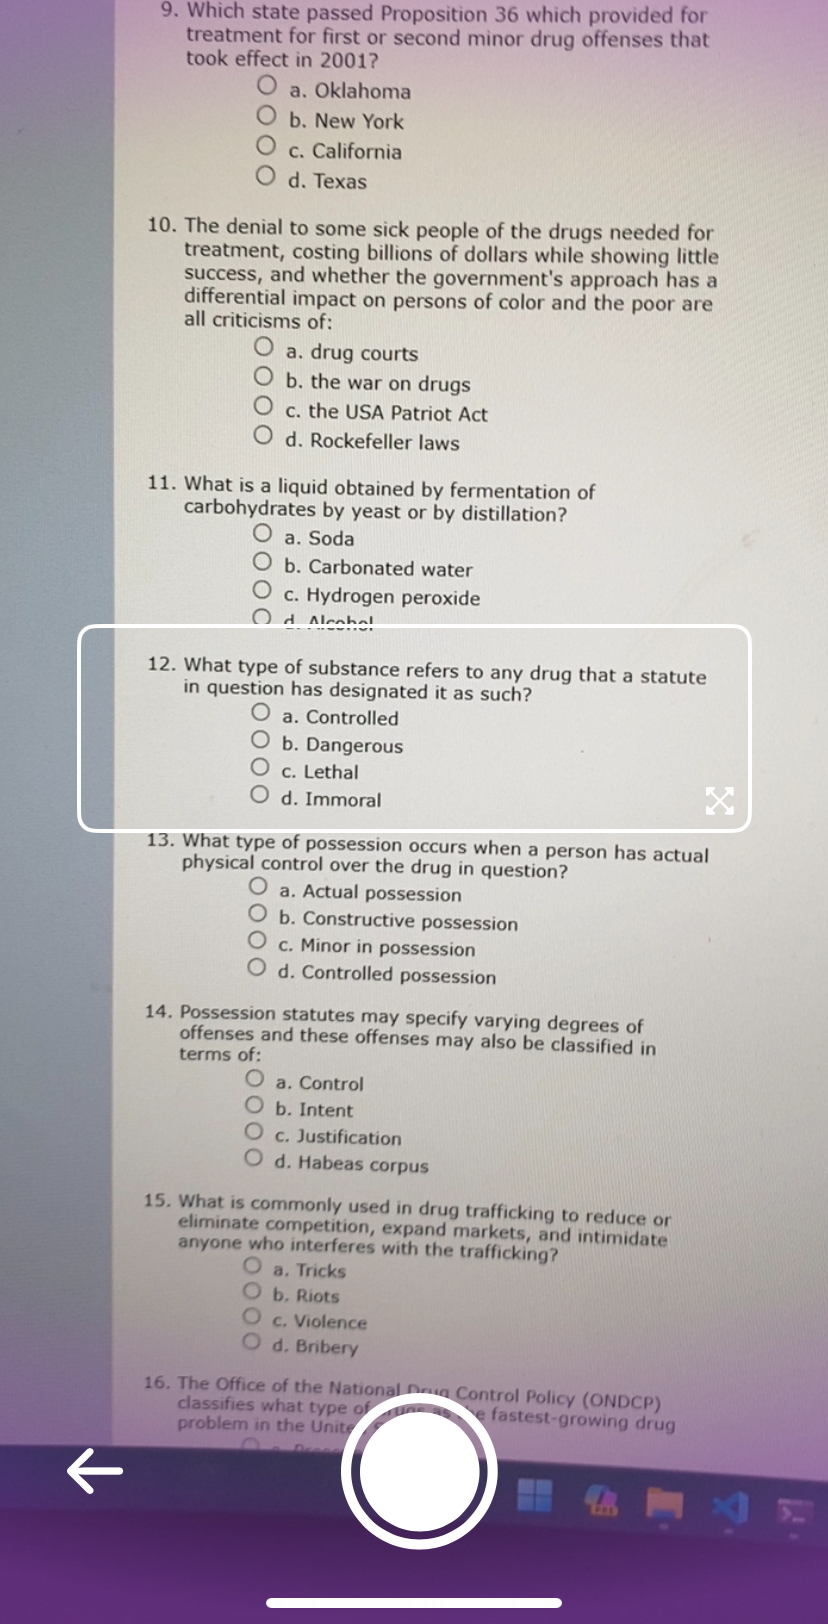 9. Which state passed Proposition 36 which provided for
treatment for first or second minor drug offenses that
took effect in 2001?
a. Oklahoma
b. New York
c. California
d. Texas
10. The denial to some sick people of the drugs needed for
treatment, costing billions of dollars while showing little
success, and whether the government's approach has a
differential impact on persons of color and the poor are
all criticisms of:
a. drug courts
b. the war on drugs
c. the USA Patriot Act
d. Rockefeller laws
11. What is a liquid obtained by fermentation of
carbohydrates by yeast or by distillation?
a. Soda
b. Carbonated water
c. Hydrogen peroxide
d. Alcohol
12. What type of substance refers to any drug that a statute
in question has designated it as such?
a. Controlled
b. Dangerous
c. Lethal
d. Immoral
13. What type of possession occurs when a person has actual
physical control over the drug in question?
a. Actual possession
b. Constructive possession
c. Minor in possession
d. Controlled possession
14. Possession statutes may specify varying degrees of
offenses and these offenses may also be classified in
terms of:
a. Control
b. Intent
c. Justification
d. Habeas corpus
15. What is commonly used in drug trafficking to reduce or
eliminate competition, expand markets, and intimidate
anyone who interferes with the trafficking?
a. Tricks
b. Riots
c. Violence
d. Bribery
16. The Office of the National Drug Control Policy (ONDCP)
classifies what type of drugs as the fastest-growing drug
problem in the